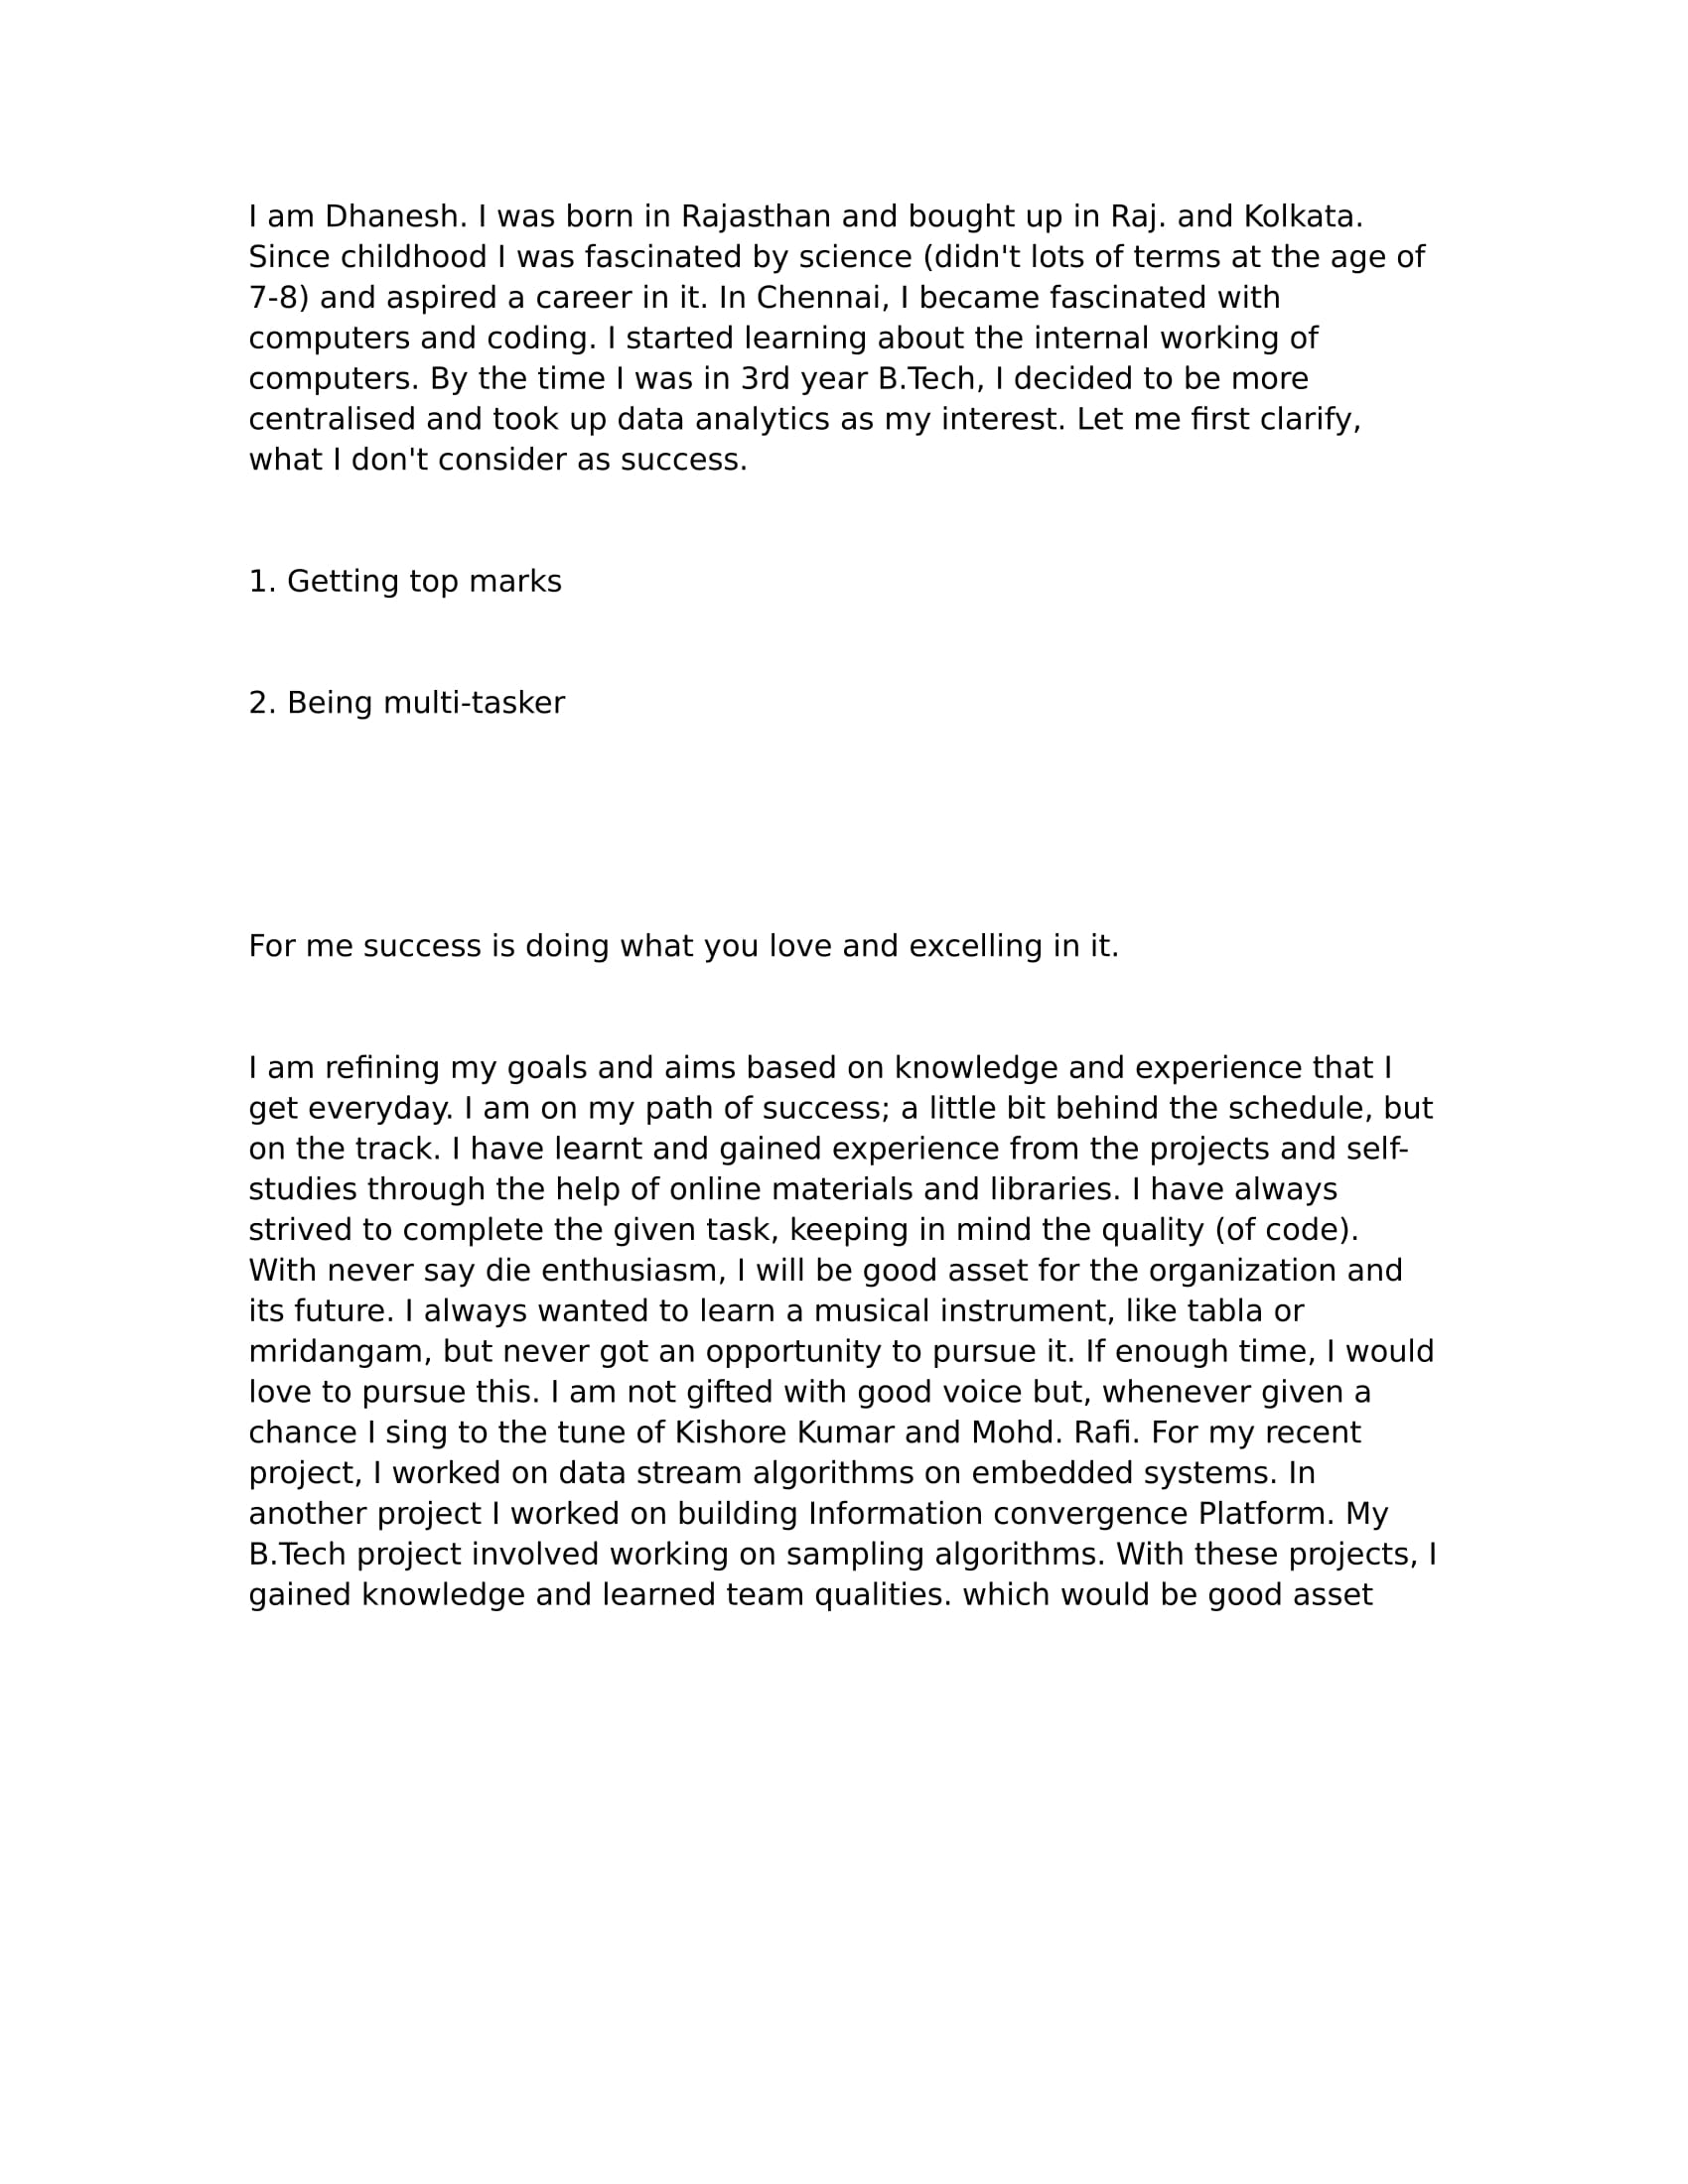 I am Dhanesh. I was born in Rajasthan and bought up in Raj. and Kolkata.
Since childhood I was fascinated by science (didn't lots of terms at the age of
7-8) and aspired a career in it. In Chennai, I became fascinated with
computers and coding. I started learning about the internal working of
computers. By the time I was in 3rd year B.Tech, I decided to be more
centralised and took up data analytics as my interest. Let me first clarify,
what I don't consider as success.
1. Getting top marks
2. Being multi-tasker
For me success is doing what you love and excelling in it.
I am refining my goals and aims based on knowledge and experience that I
get everyday. I am on my path of success; a little bit behind the schedule, but
on the track. I have learnt and gained experience from the projects and self-
studies through the help of online materials and libraries. I have always
strived to complete the given task, keeping in mind the quality (of code).
With never say die enthusiasm, I will be good asset for the organization and
its future. I always wanted to learn a musical instrument, like tabla or
mridangam, but never got an opportunity to pursue it. If enough time, I would
love to pursue this. I am not gifted with good voice but, whenever given a
chance I sing to the tune of Kishore Kumar and Mohd. Rafi. For my recent
project, I worked on data stream algorithms on embedded systems. In
another project I worked on building Information convergence Platform. My
B.Tech project involved working on sampling algorithms. With these projects, I
gained knowledge and learned team qualities. which would be good asset